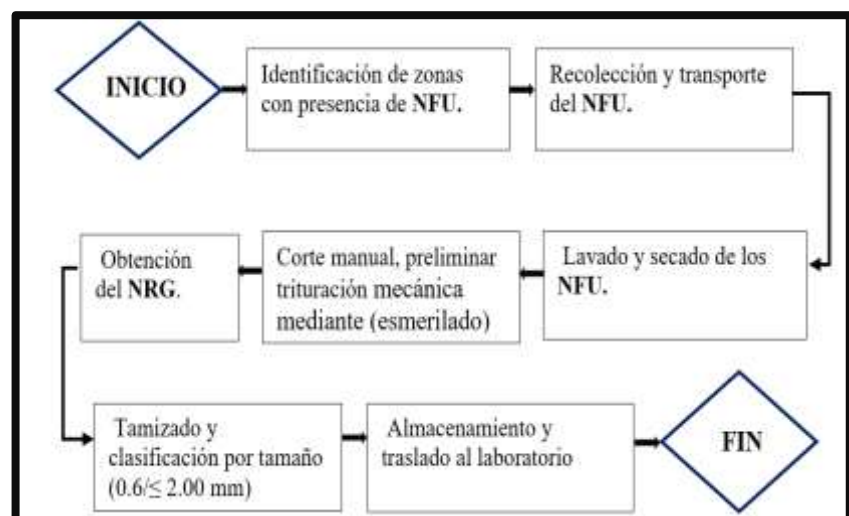 INICIO
Identificación de zonas
con presencia de NFU.
Recolección y transporte
del NFU.
Lavado y secado de los
NFU.
Corte manual, preliminar
trituración mecánica
mediante (esmerilado)
Obtención
del NRG.
Tamizado y
clasificación por tamaño
(0.6/≤ 2.00 mm)
Almacenamiento y
traslado al laboratorio
FIN